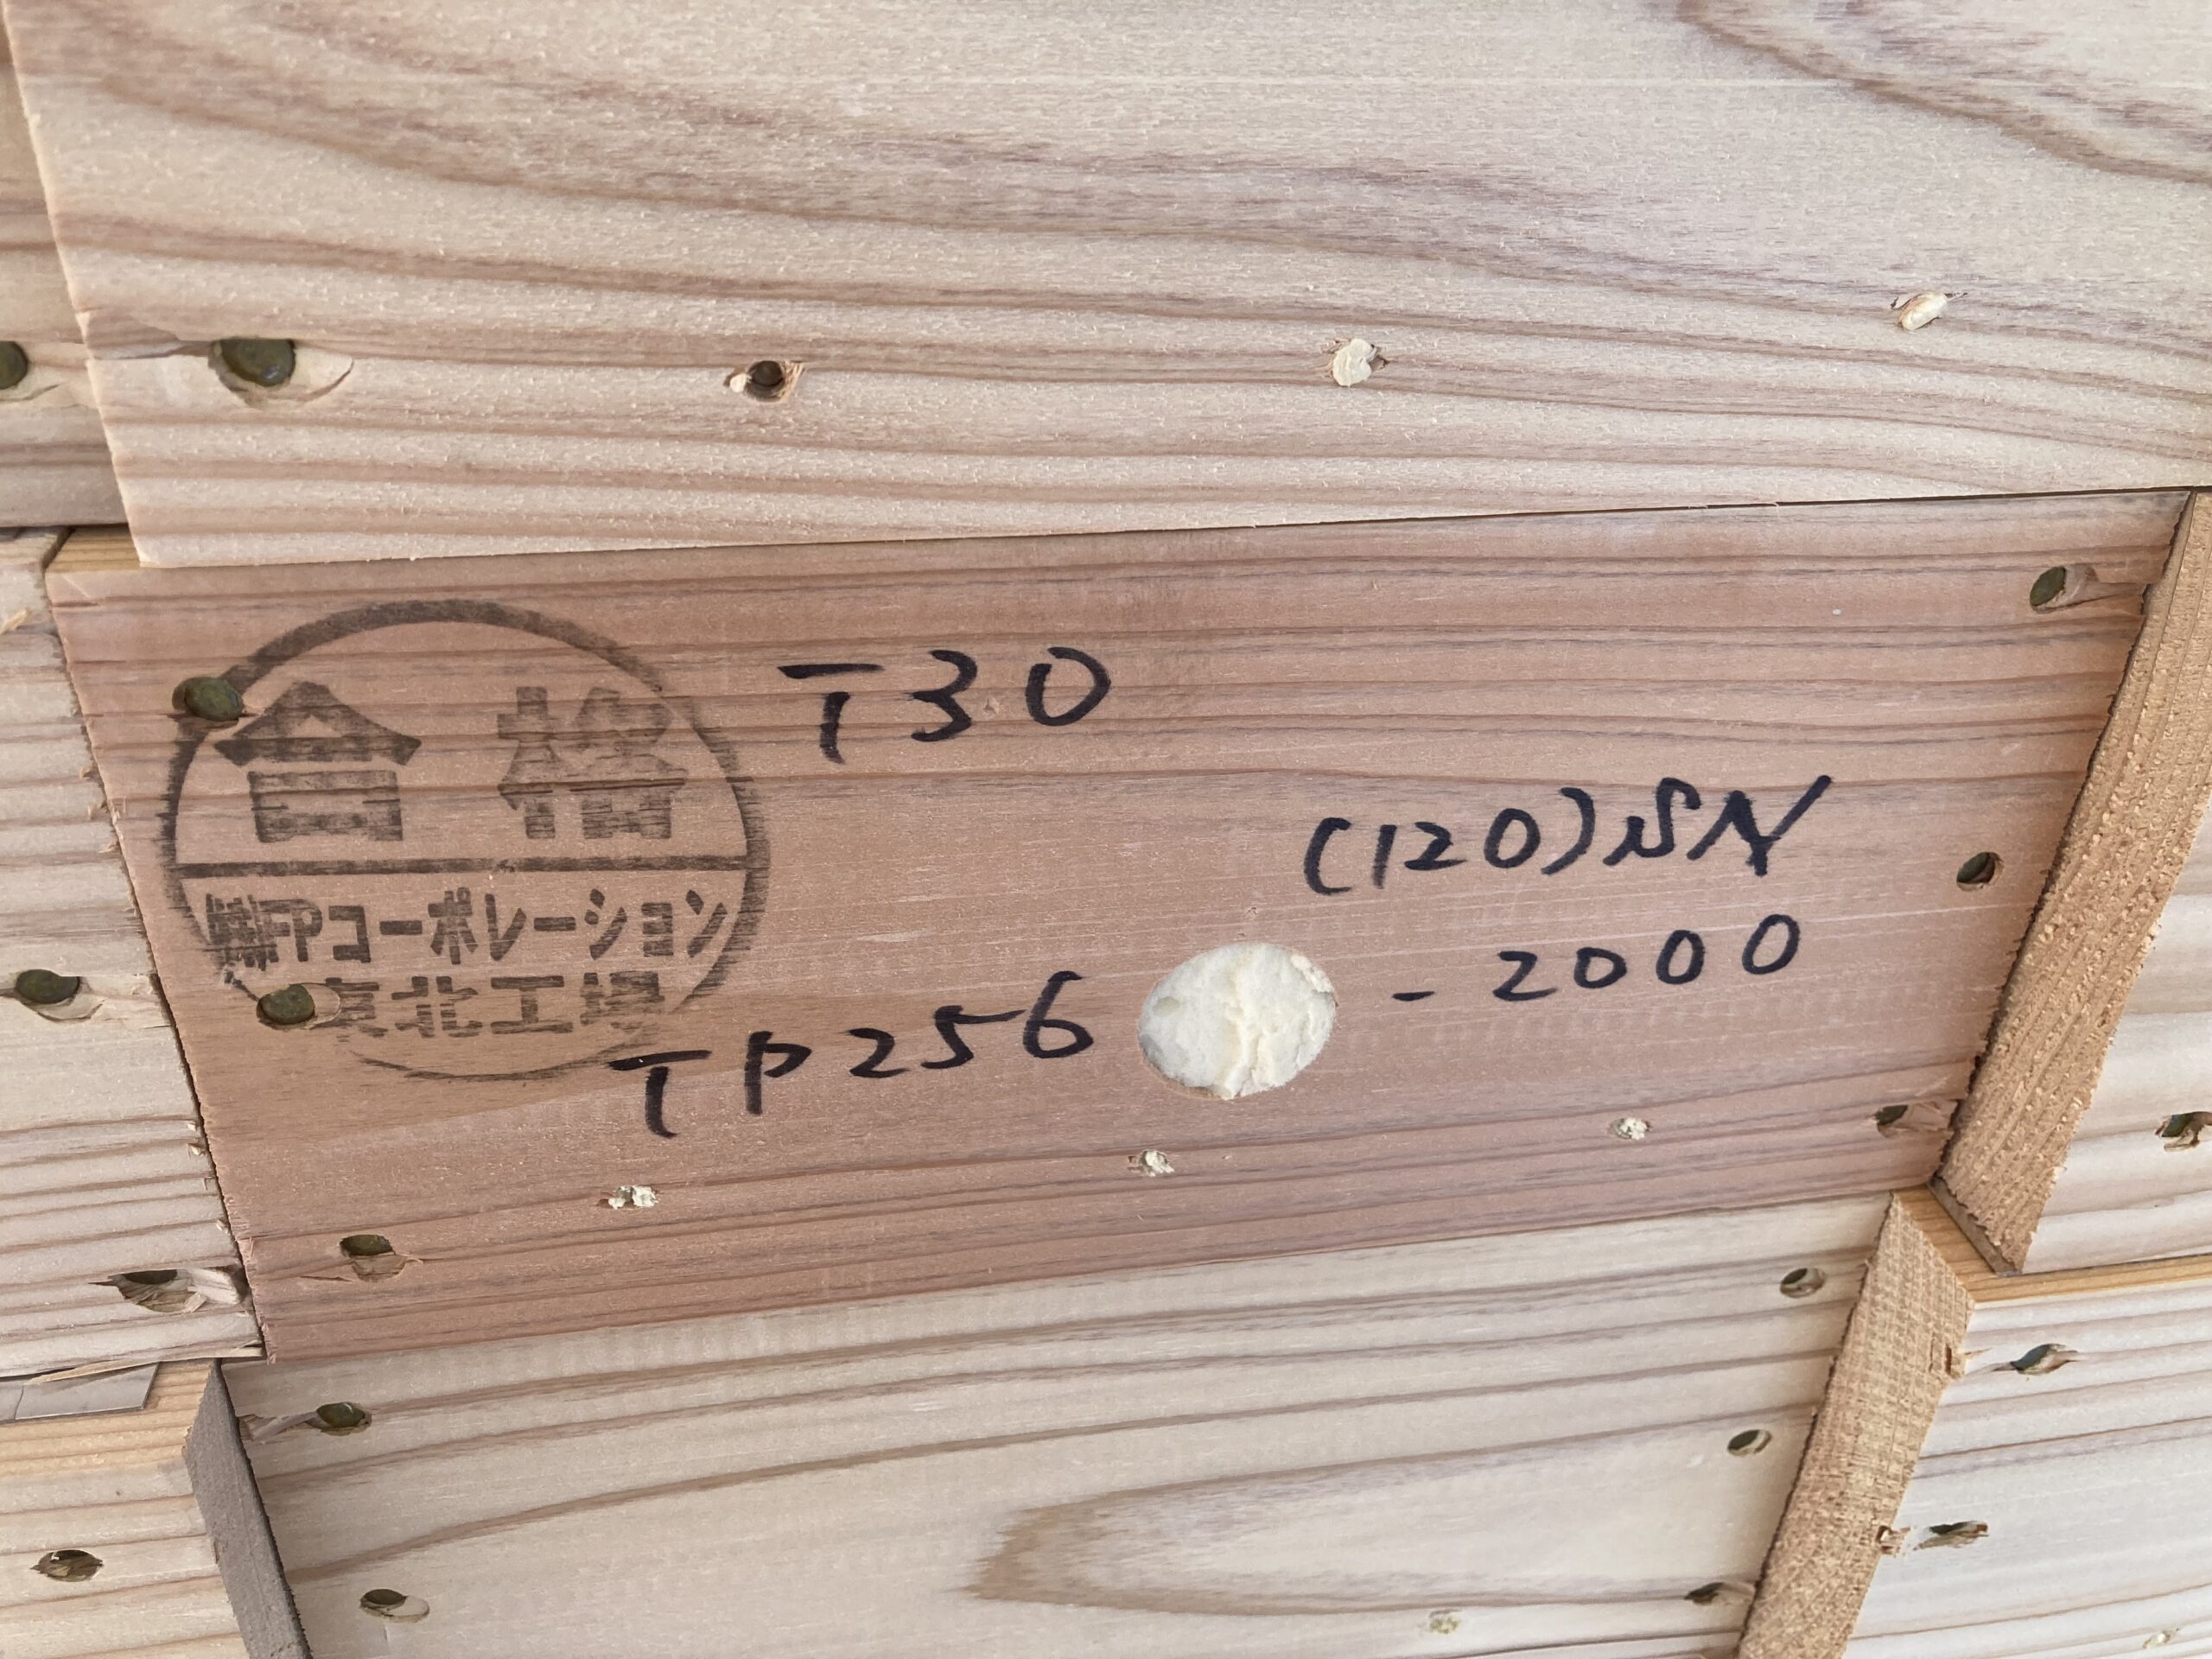 合格
㈱FPコーポレーション
東北工場
T30
(120)SN
TP256 -2000